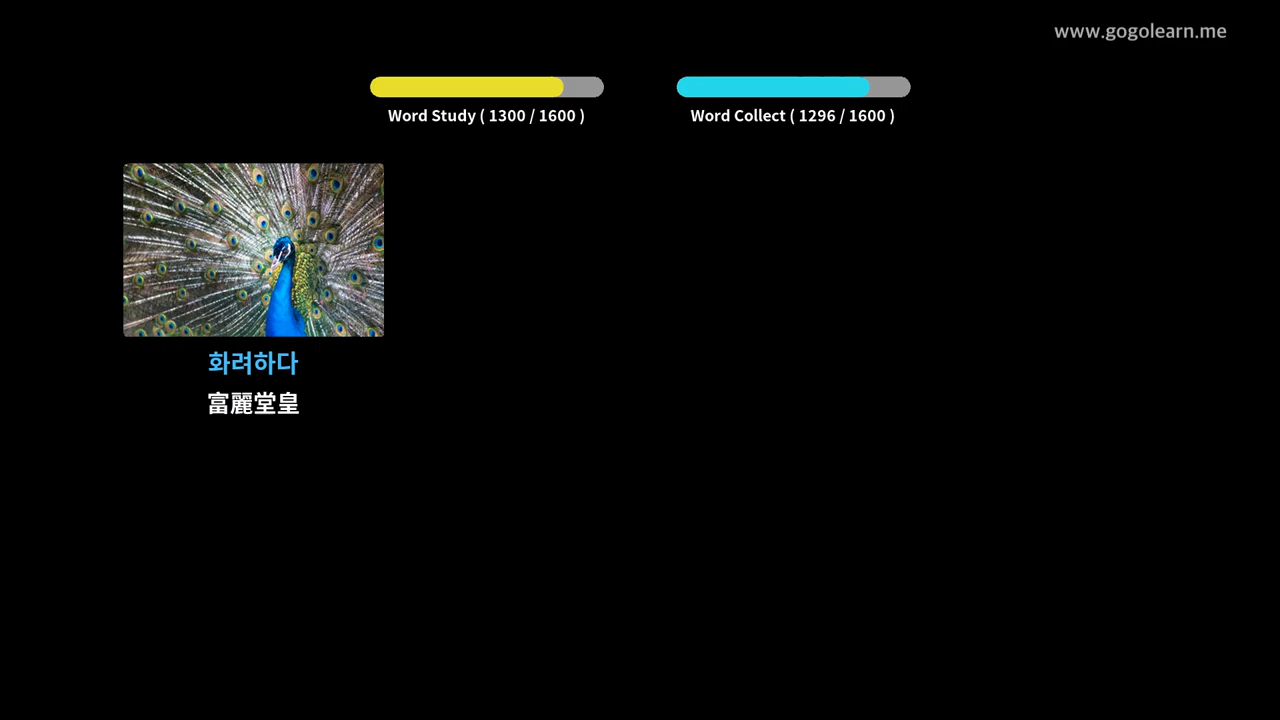 www.gogolearn.me
Word Study ( 1300 / 1600 )
Word Collect ( 1296 / 1600 )
화려하다
富麗堂皇